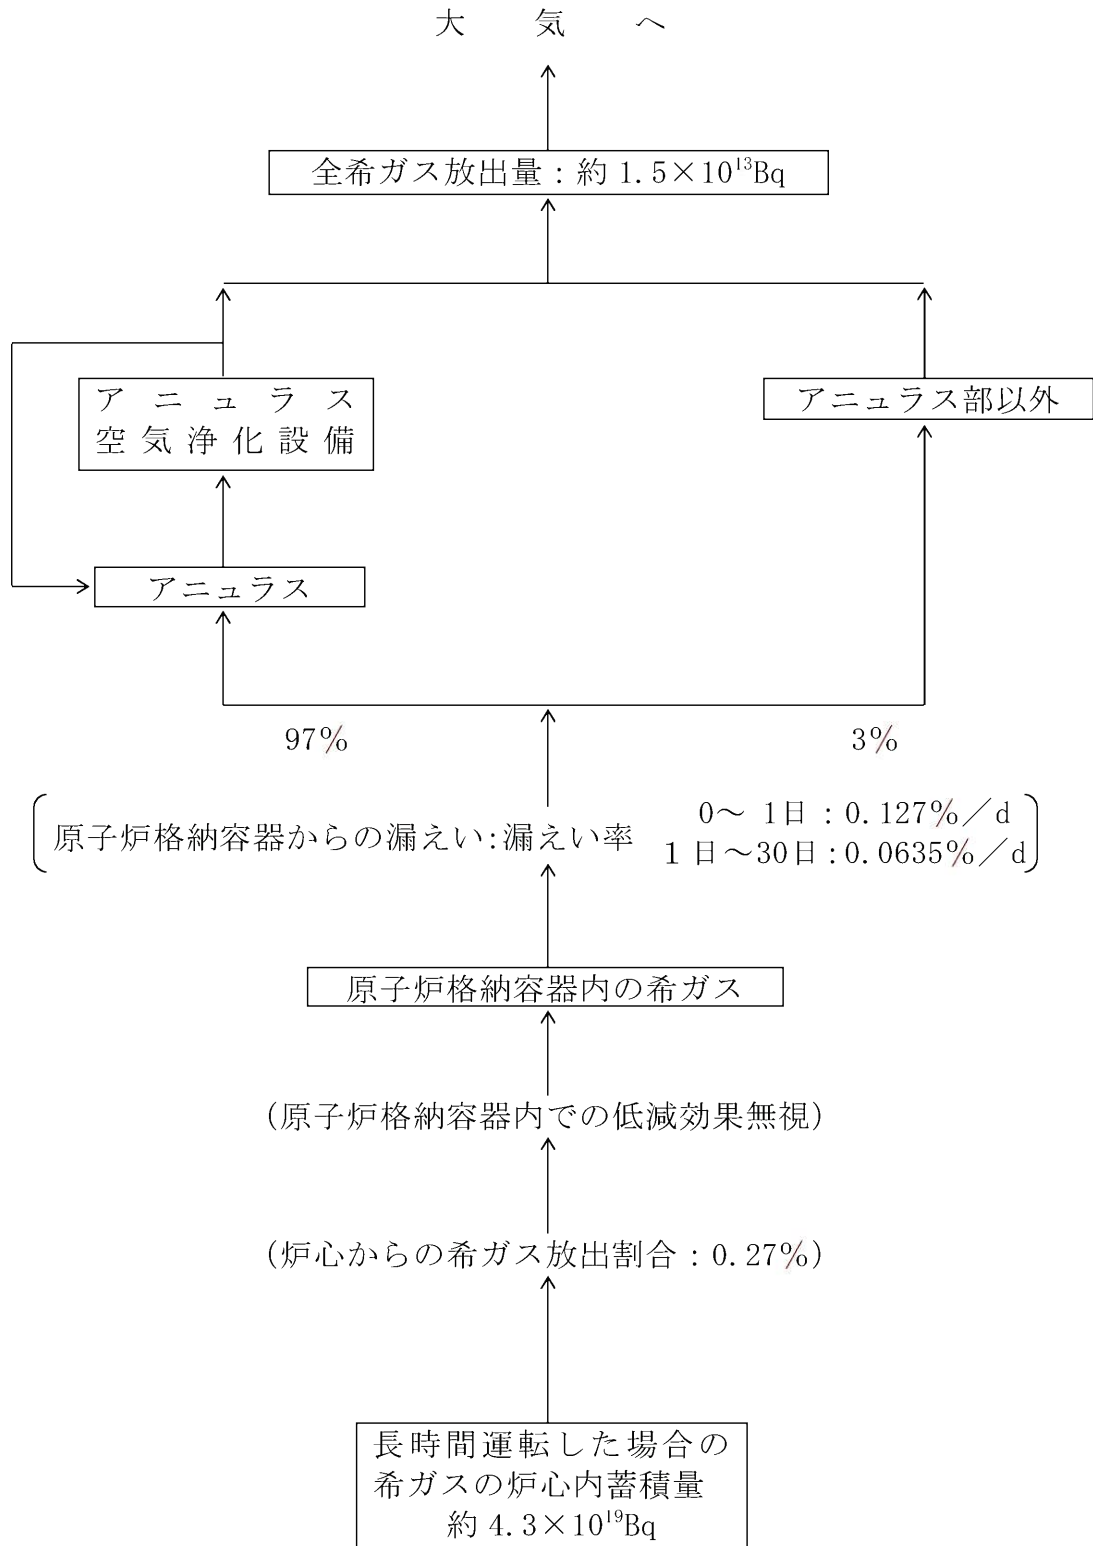 大気へ
全希ガス放出量：約 1.5×10¹³Bq
アニュラス
空気浄化設備
アニュラス部以外
アニュラス
97%
3%
原子炉格納容器からの漏えい:漏えい率
0～ 1日：0.127%／d
1日～30日:0.0635%／d
原子炉格納容器内の希ガス
(原子炉格納容器内での低減効果無視)
(炉心からの希ガス放出割合：0.27%)
長時間運転した場合の
希ガスの炉心内蓄積量
約 4.3×10¹⁹Bq